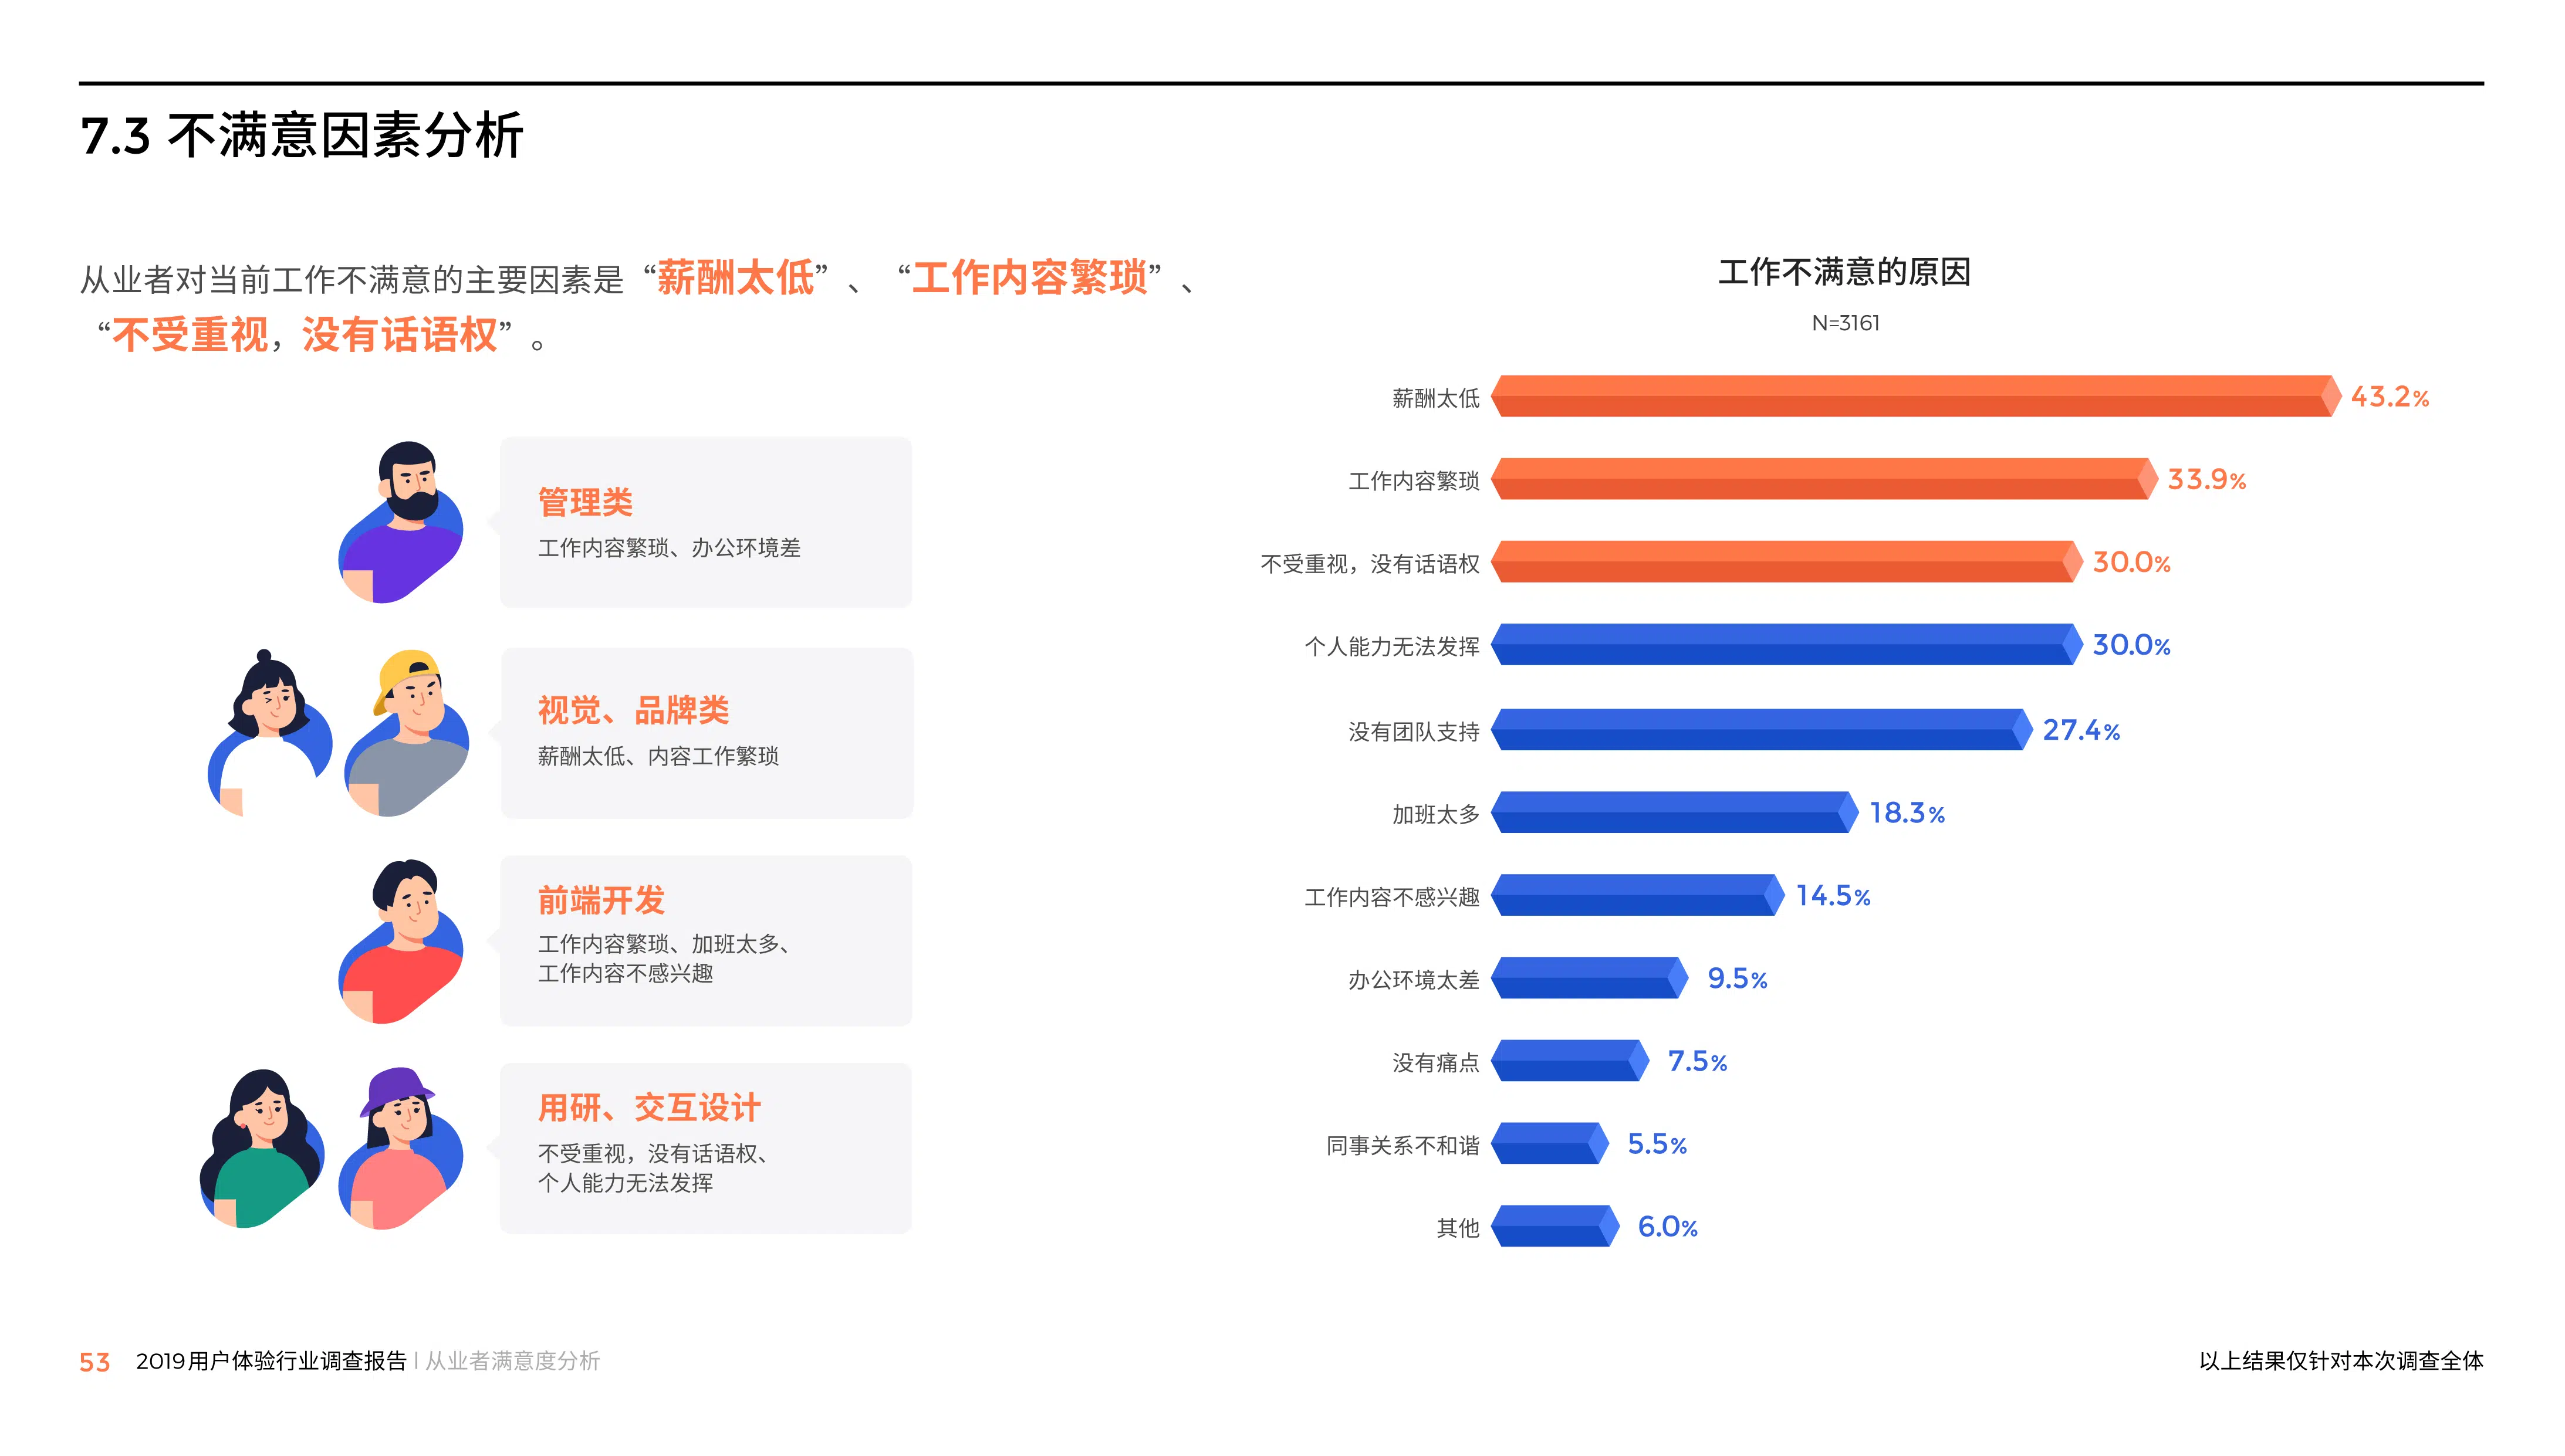 7.3 不满意因素分析
从业者对当前工作不满意的主要因素是“薪酬太低”、“工作内容繁琐”、
“不受重视，没有话语权”。
管理类
工作内容繁琐、办公环境差
视觉、品牌类
薪酬太低、内容工作繁琐
前端开发
工作内容繁琐、加班太多、
工作内容不感兴趣
用研、交互设计
不受重视，没有话语权、
个人能力无法发挥
工作不满意的原因
N=3161
薪酬太低 43.2%
工作内容繁琐 33.9%
不受重视，没有话语权 30.0%
个人能力无法发挥 30.0%
没有团队支持 27.4%
加班太多 18.3%
工作内容不感兴趣 14.5%
办公环境太差 9.5%
没有痛点 7.5%
同事关系不和谐 5.5%
其他 6.0%
53 2019用户体验行业调查报告 | 从业者满意度分析
以上结果仅针对本次调查全体